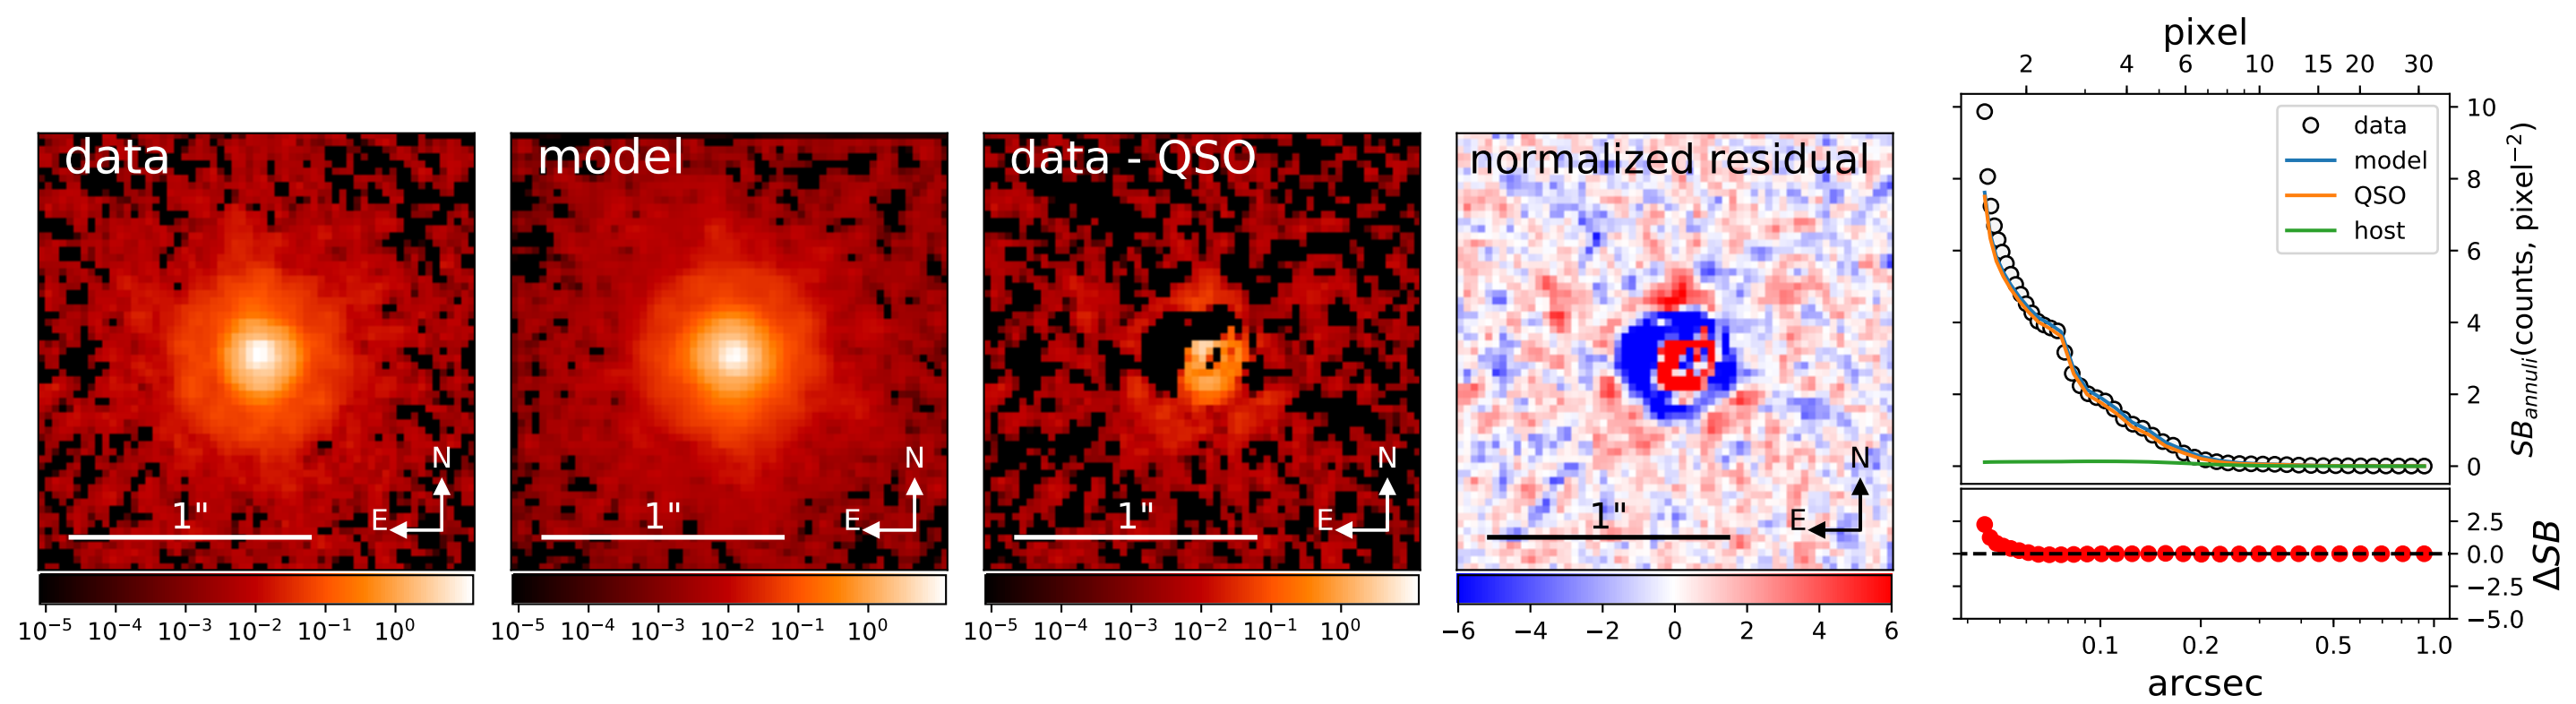 data
N
E
1"
10⁻⁵ 10⁻⁴ 10⁻³ 10⁻² 10⁻¹ 10⁰
model
N
E
1"
10⁻⁵ 10⁻⁴ 10⁻³ 10⁻² 10⁻¹ 10⁰
data - QSO
N
E
1"
10⁻⁵ 10⁻⁴ 10⁻³ 10⁻² 10⁻¹ 10⁰
normalized residual
N
E
1"
−6 −4 −2 0 2 4 6
pixel
2 4 6 10 15 20 30
data
model
QSO
host
10
8
6
4
2
0
SB_annuli(counts, pixel⁻²)
2.5
0.0
−2.5
−5.0
ΔSB
0.1 0.2 0.5 1.0
arcsec